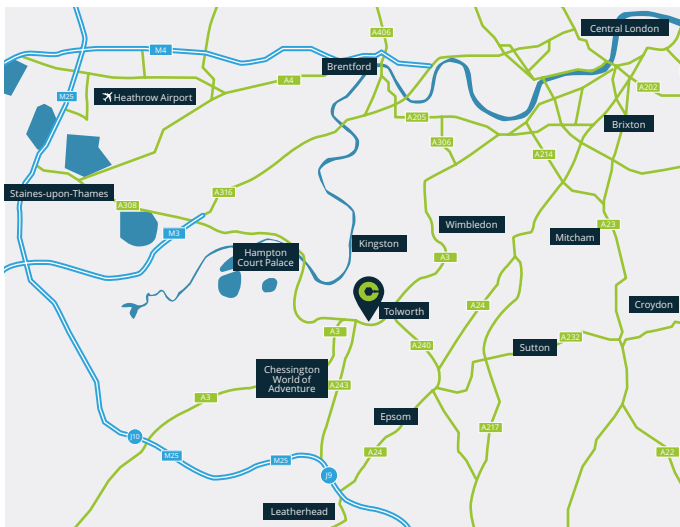 A406
Central London
M4
Brentford
A4
A202
M25
Heathrow Airport
A205
Brixton
A306
A214
Staines-upon-Thames
A316
A308
M3
Wimbledon
A23
Mitcham
Kingston
Hampton
Court Palace
A3
Croydon
A24
Tolworth
A3
A232
A240
Sutton
Chessington
World of
Adventure
A243
A3
Epsom
A217
J10
M25
M25
A24
A22
J9
Leatherhead